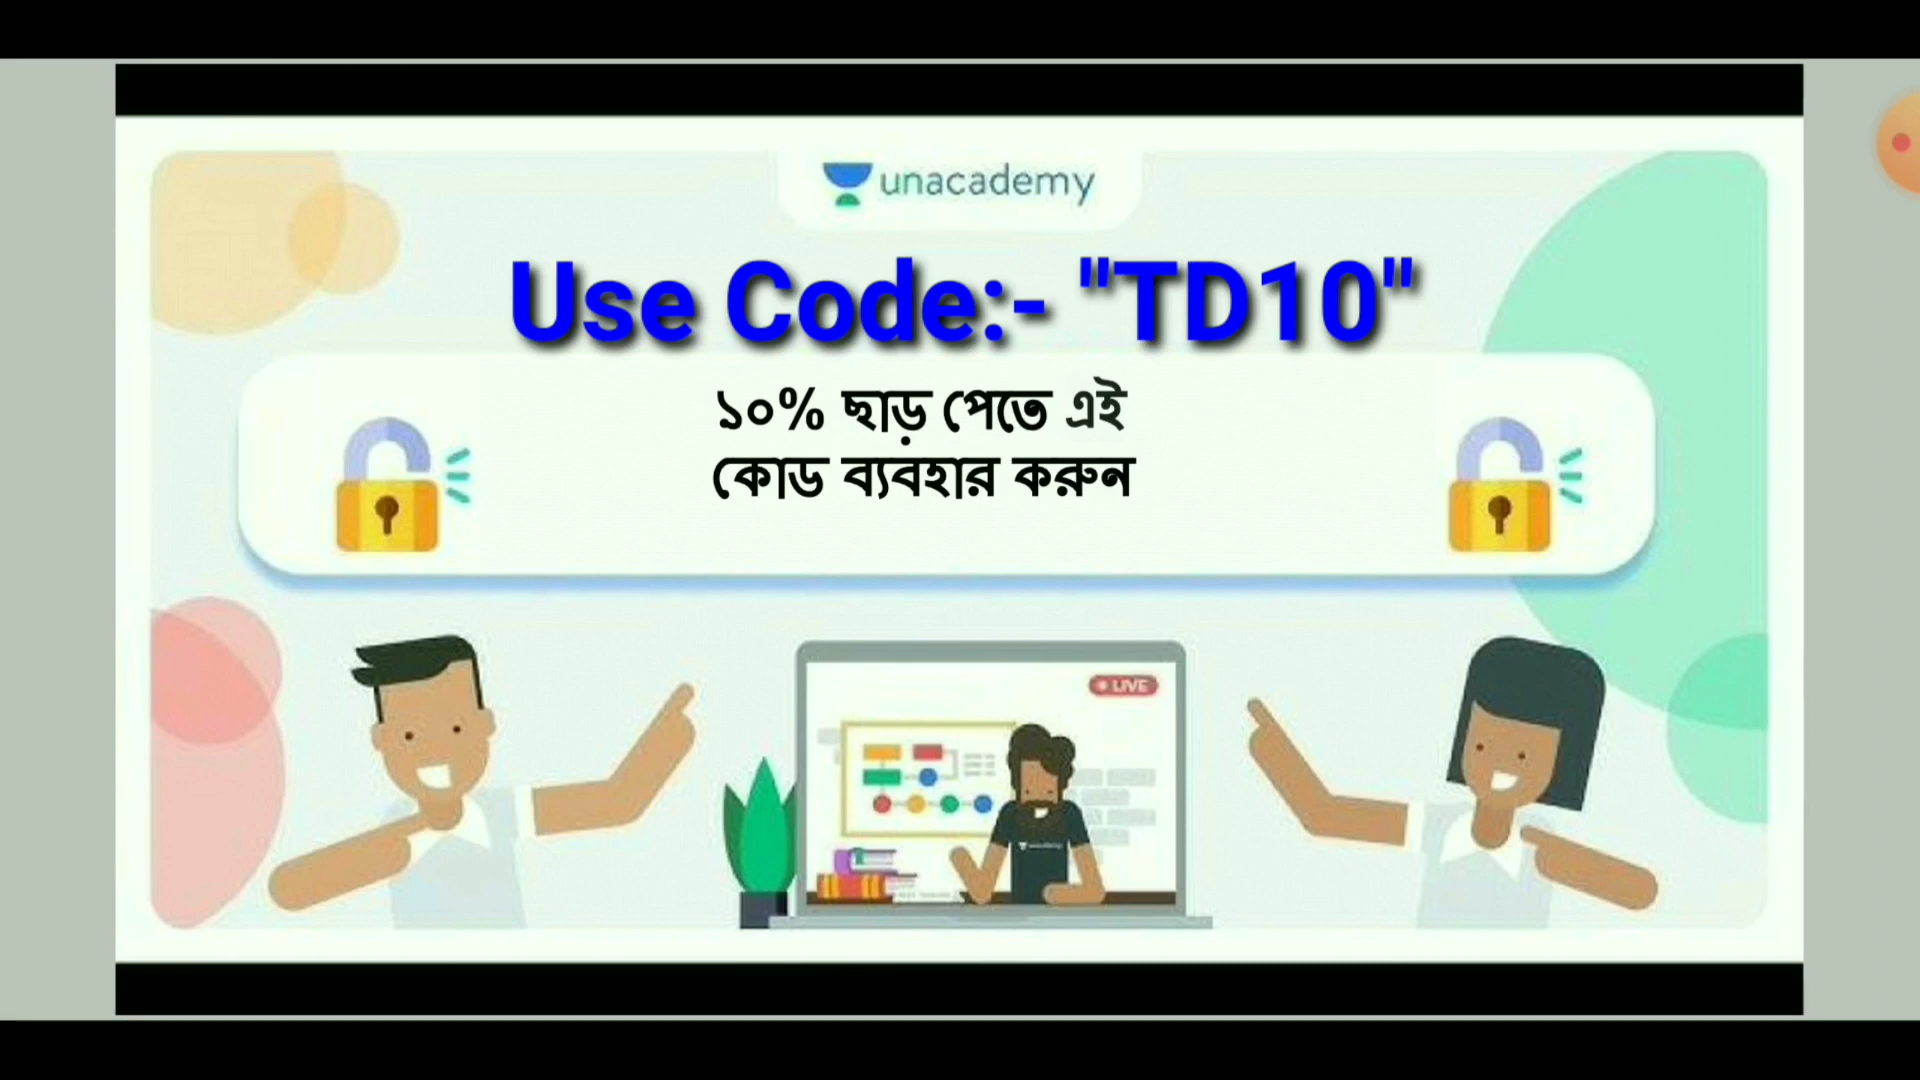 unacademy
Use Code:- "TD10"
১০% ছাড় পেতে এই
কোড ব্যবহার করুন
LIVE